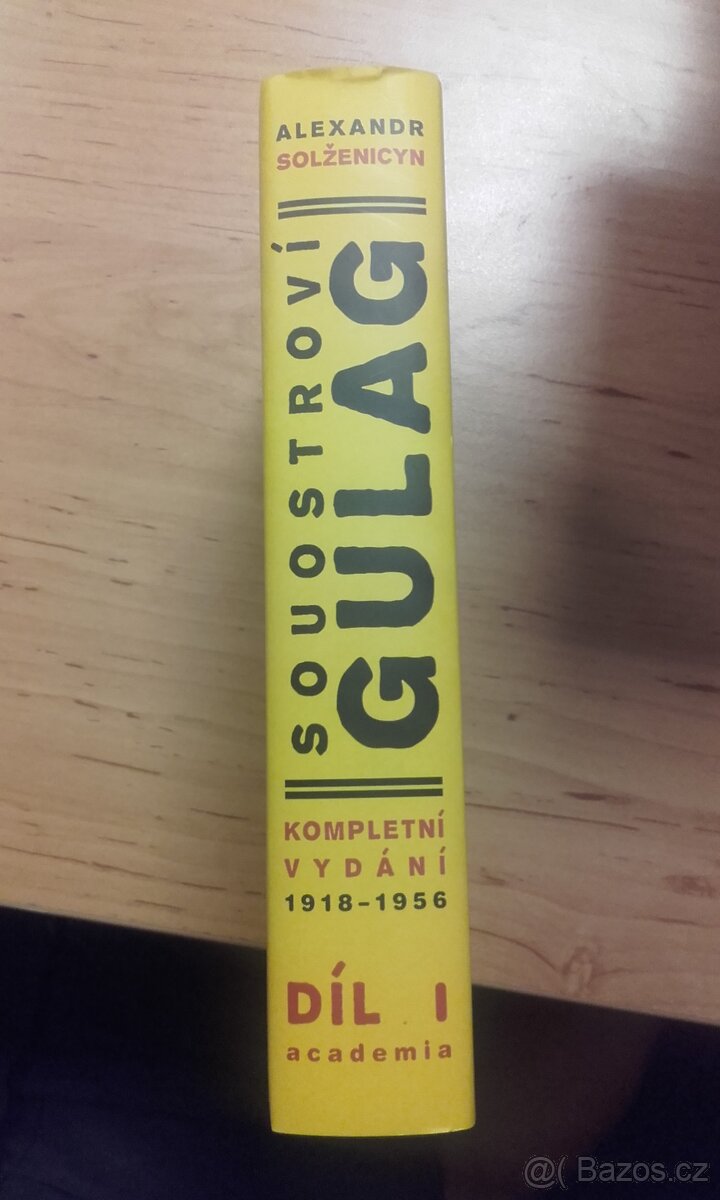 ALEXANDR
SOLŽENICYN
SOUOSTROVÍ
GULAG
KOMPLETNÍ
VYDÁNÍ
1918-1956
DÍL I
academia
@( Bazos.cz